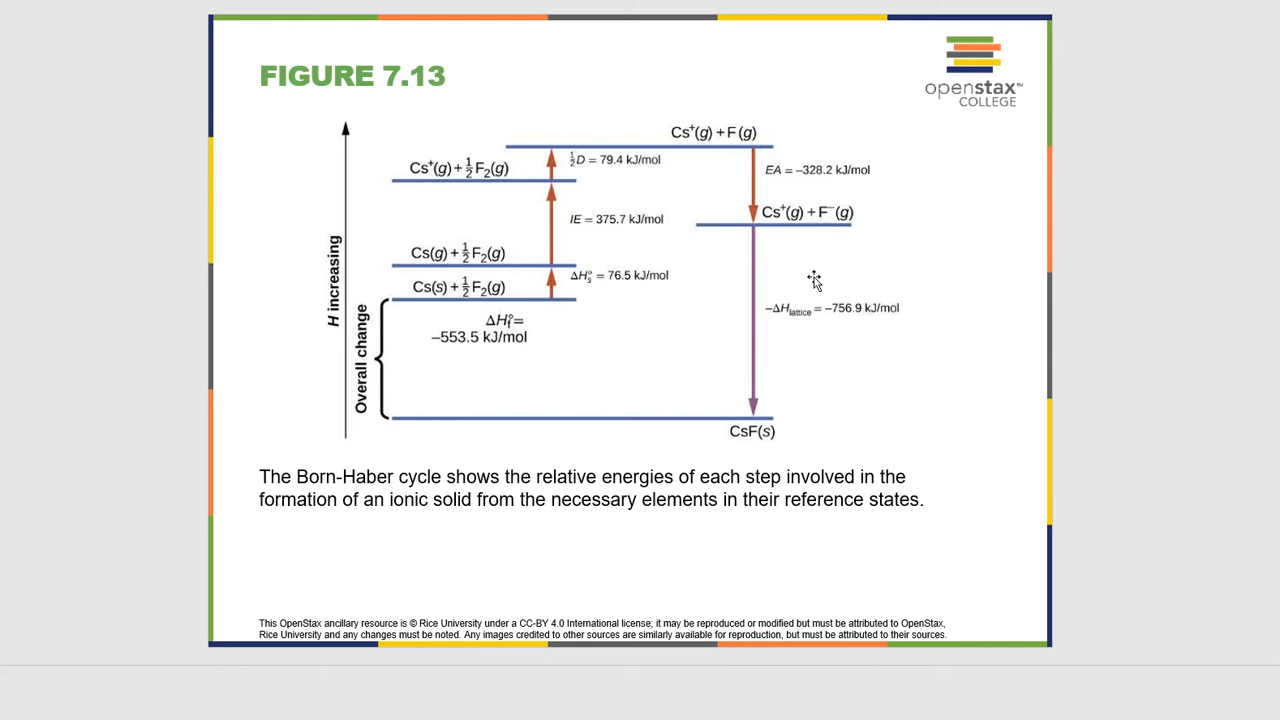 FIGURE 7.13
openstax™
COLLEGE
H increasing
Overall change
Cs⁺(g) + F(g)
½D = 79.4 kJ/mol
Cs⁺(g) + ½F₂(g)
EA = –328.2 kJ/mol
Cs⁺(g) + F⁻(g)
IE = 375.7 kJ/mol
Cs(g) + ½F₂(g)
ΔH°s = 76.5 kJ/mol
Cs(s) + ½F₂(g)
–ΔHlattice = –756.9 kJ/mol
ΔH°f =
–553.5 kJ/mol
CsF(s)
The Born-Haber cycle shows the relative energies of each step involved in the
formation of an ionic solid from the necessary elements in their reference states.
This OpenStax ancillary resource is © Rice University under a CC-BY 4.0 International license; it may be reproduced or modified but must be attributed to OpenStax,
Rice University and any changes must be noted. Any images credited to other sources are similarly available for reproduction, but must be attributed to their sources.